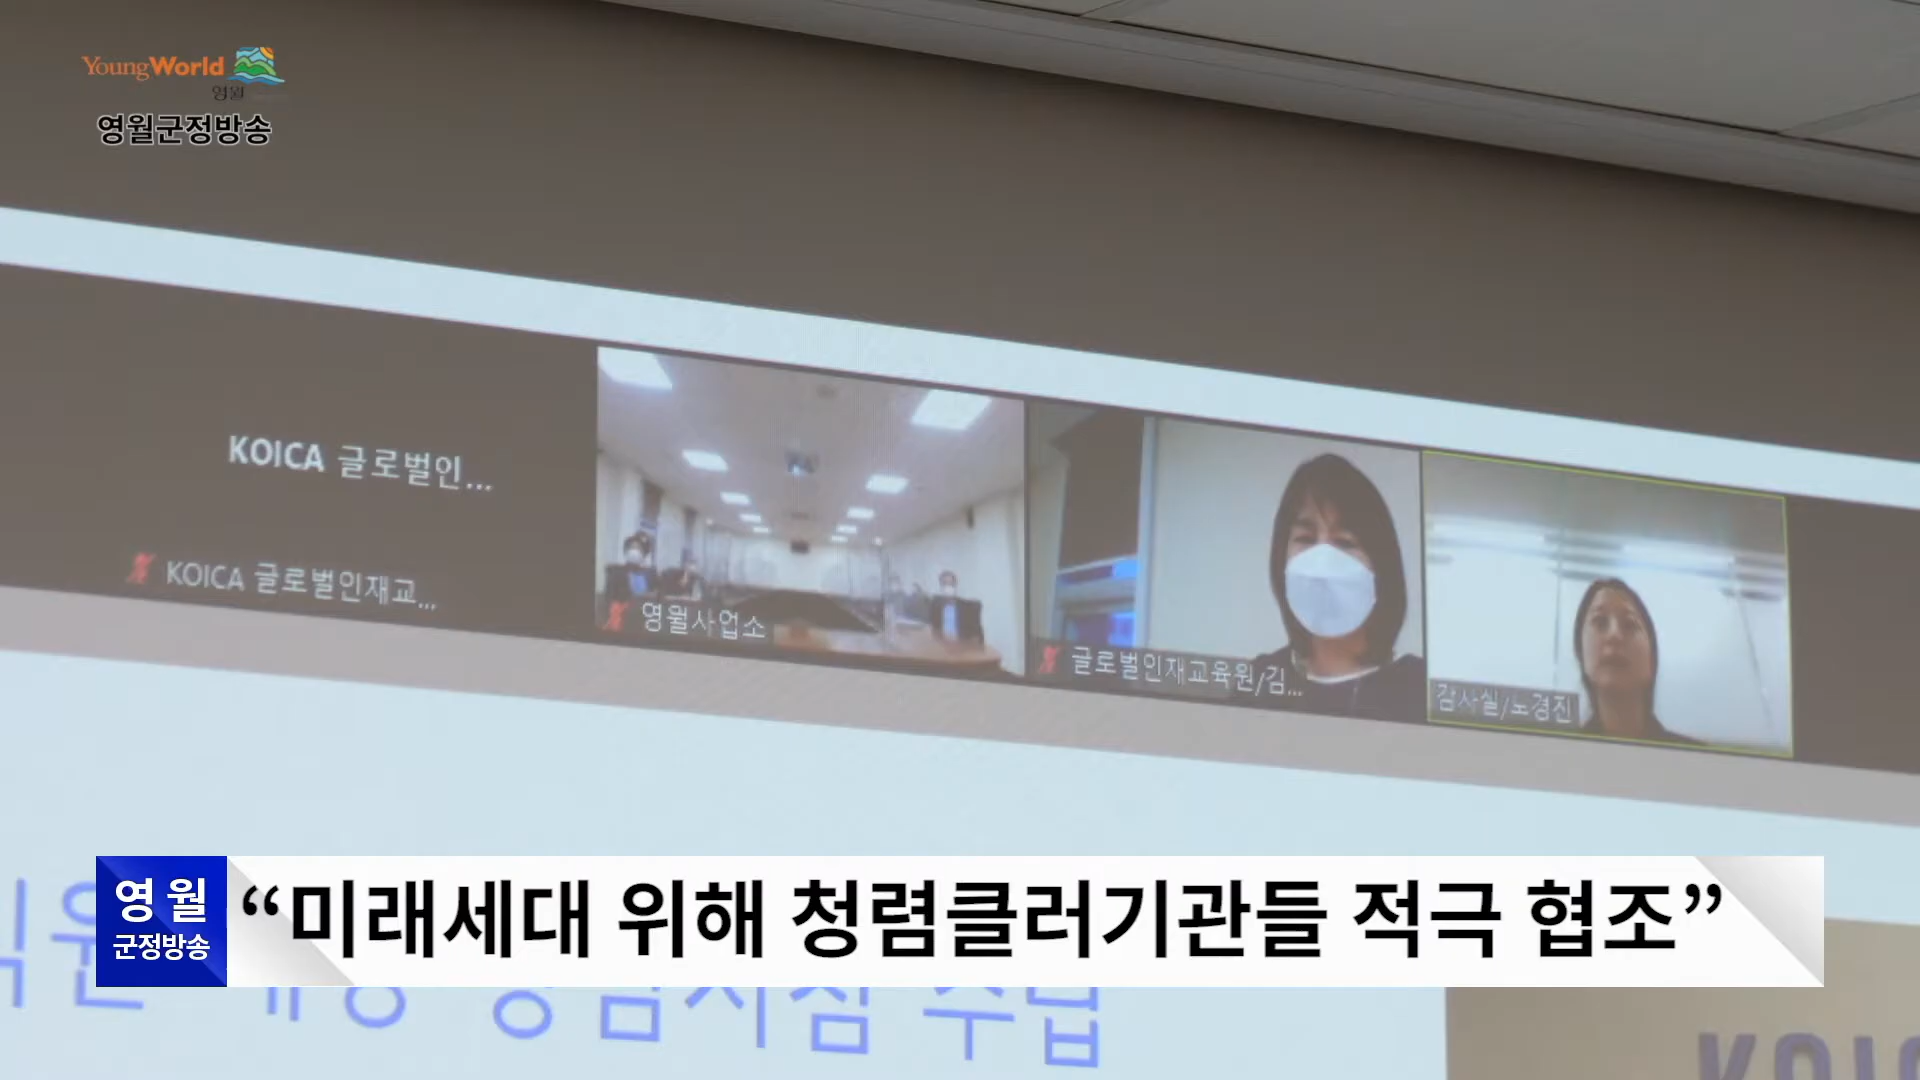 YoungWorld
영월
영월군정방송
KOICA 글로벌인...
KOICA 글로벌인재교...
영월사업소
글로벌인재교육원/김...
감사실/노경진
영월
군정방송
“미래세대 위해 청렴클러기관들 적극 협조”
수립
KOIC